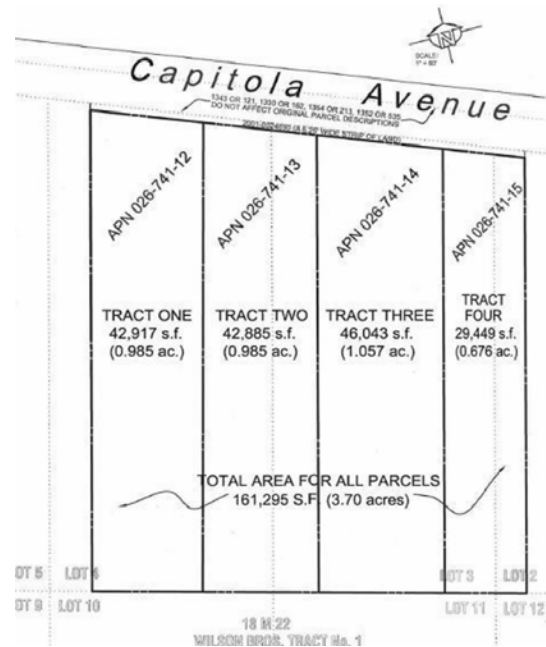 N
SCALE:
1" = 80'
Capitola Avenue
1343 OR 121, 1350 OR 162, 1354 OR 213, 1352 OR 535
DO NOT AFFECT ORIGINAL PARCEL DESCRIPTIONS
WIDE STRIP OF LAND)
APN 026-741-12
APN 026-741-13
APN 026-741-14
APN 026-741-15
TRACT ONE
42,917 s.f.
(0.985 ac.)
TRACT TWO
42,885 s.f.
(0.985 ac.)
TRACT THREE
46,043 s.f.
(1.057 ac.)
TRACT
FOUR
29,449 s.f.
(0.676 ac.)
TOTAL AREA FOR ALL PARCELS
161,295 S.F. (3.70 acres)
OT 5 LOT 4 LOT 3 LOT 2
OT 9 LOT 10 LOT 11 LOT 12
18 M 22
WILSON BROS. TRACT No. 1